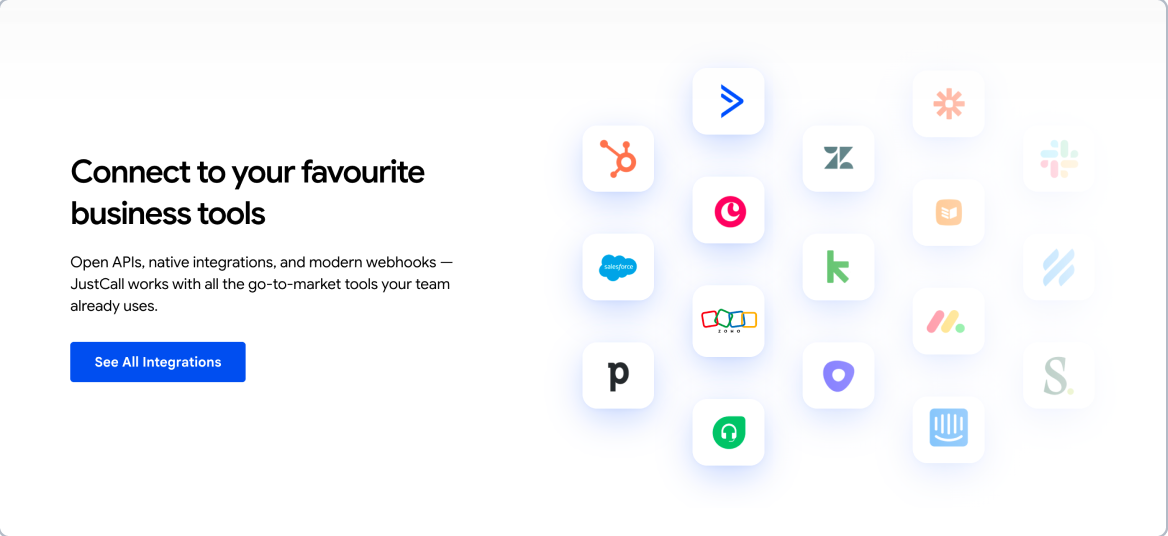 Connect to your favourite
business tools
Open APIs, native integrations, and modern webhooks —
JustCall works with all the go-to-market tools your team
already uses.
See All Integrations
salesforce
ZOHO